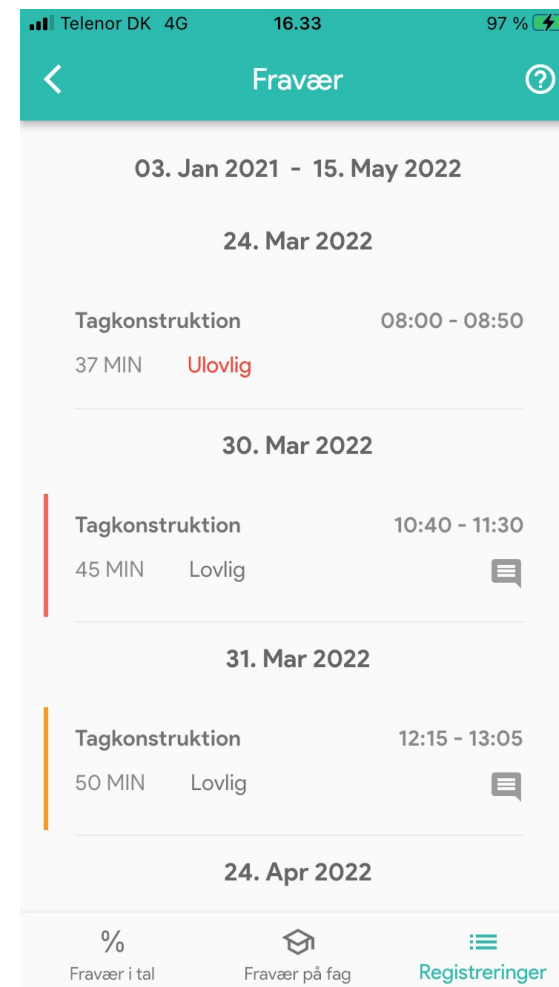 Telenor DK 4G 16.33 97 %
Fravær
03. Jan 2021 - 15. May 2022
24. Mar 2022
Tagkonstruktion 08:00 - 08:50
37 MIN Ulovlig
30. Mar 2022
Tagkonstruktion 10:40 - 11:30
45 MIN Lovlig
31. Mar 2022
Tagkonstruktion 12:15 - 13:05
50 MIN Lovlig
24. Apr 2022
%
Fravær i tal Fravær på fag Registreringer